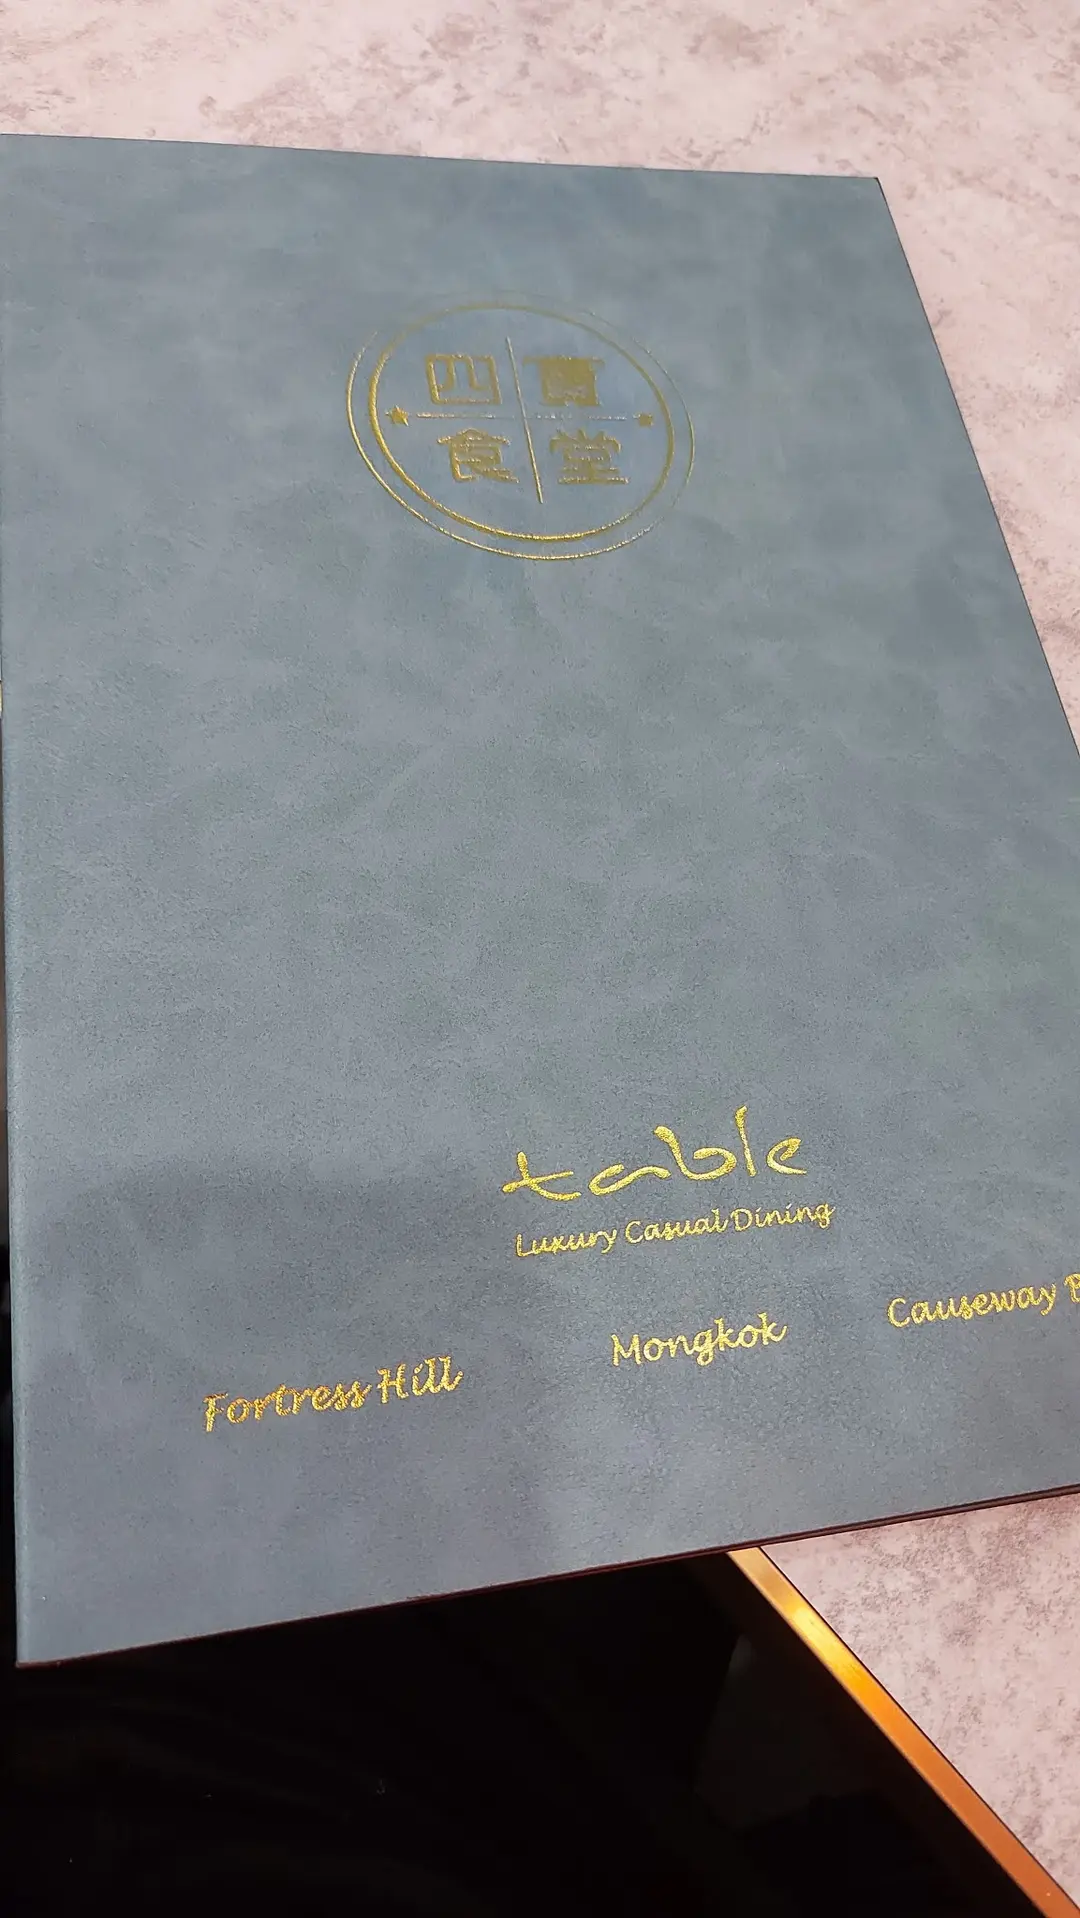 四寶
食堂
table
Luxury Casual Dining
Fortress Hill Mongkok Causeway